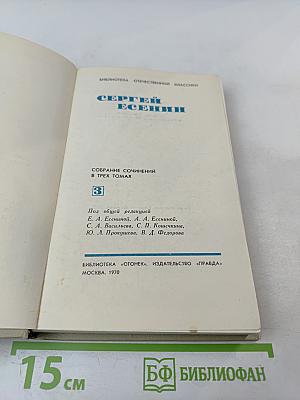 БИБЛИОТЕКА ОТЕЧЕСТВЕННОЙ КЛАССИКИ
СЕРГЕЙ
ЕСЕНИН
СОБРАНИЕ СОЧИНЕНИЙ
В ТРЕХ ТОМАХ
3
Под общей редакцией
Е. А. Есениной, А. А. Есениной,
С. А. Васильева, С. П. Кошечкина,
Ю. Л. Прокушева, В. Д. Федорова
БИБЛИОТЕКА «ОГОНЕК». ИЗДАТЕЛЬСТВО «ПРАВДА»
МОСКВА. 1970
15 см
БФ БИБЛИОФАН